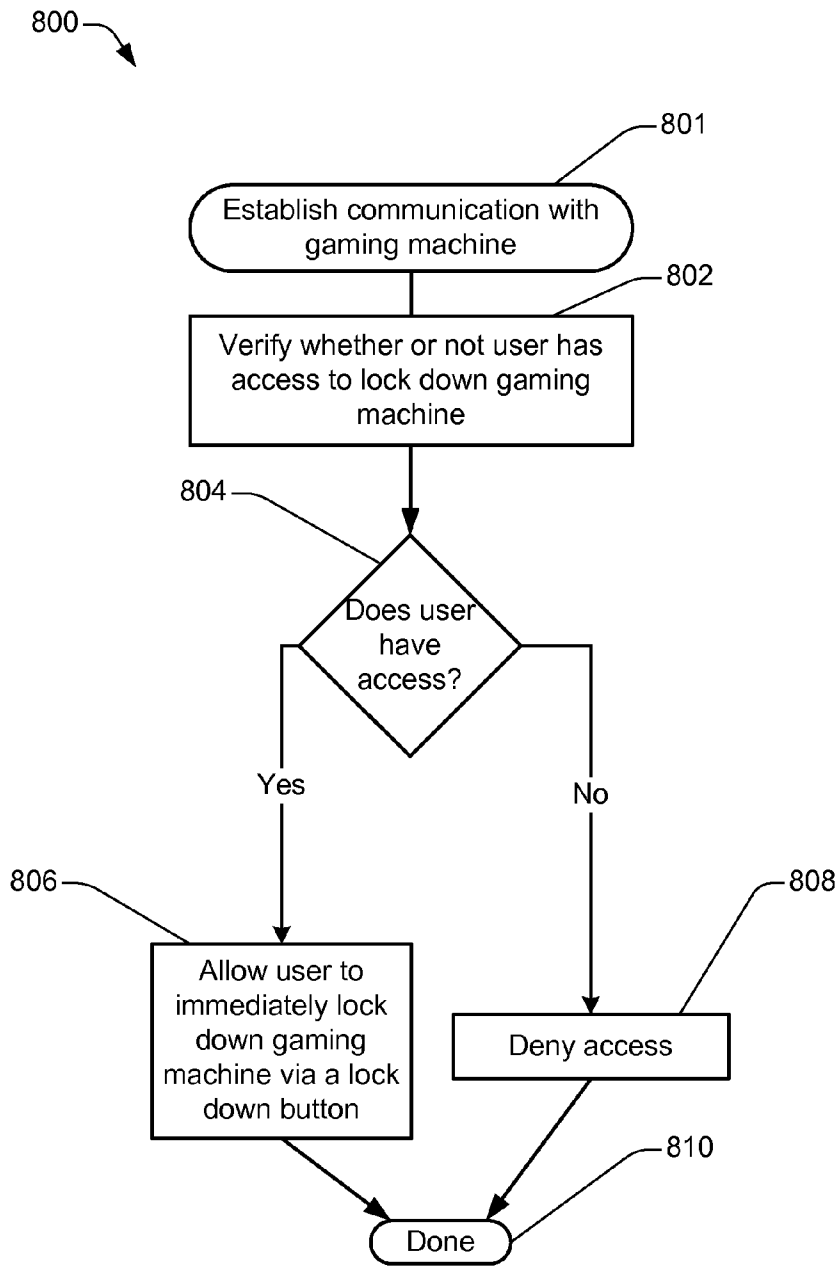 800
801
Establish communication with
gaming machine
802
Verify whether or not user has
access to lock down gaming
machine
804
Does user
have
access?
Yes
No
806
808
Allow user to
immediately lock
down gaming
machine via a lock
down button
Deny access
810
Done